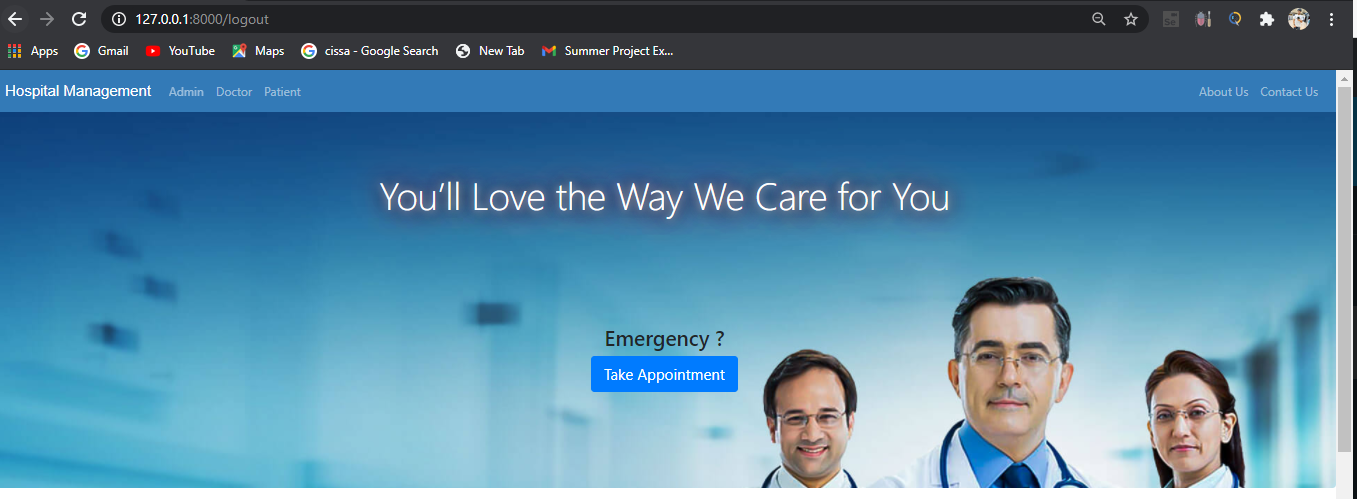 127.0.0.1:8000/logout
Apps Gmail YouTube Maps cissa - Google Search New Tab Summer Project Ex...
Hospital Management Admin Doctor Patient About Us Contact Us
You’ll Love the Way We Care for You
Emergency ?
Take Appointment